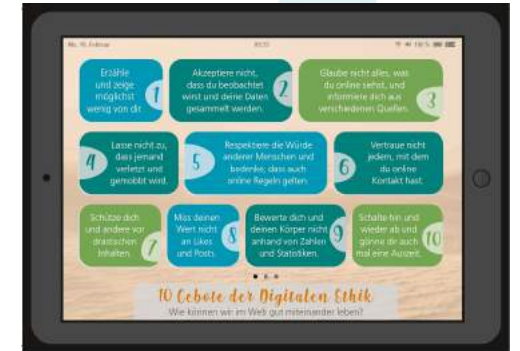 Mo, 10. Februar
100 %
Erzähle
und zeige
möglichst
wenig von dir.
1
Akzeptiere nicht,
dass du beobachtet
wirst und deine Daten
gesammelt werden.
2
Glaube nicht alles, was
du online siehst, und
informiere dich aus
verschiedenen Quellen.
3
4
Lasse nicht zu,
dass jemand
verletzt und
gemobbt wird.
5
Respektiere die Würde
anderer Menschen und
bedenke, dass auch
online Regeln gelten.
6
Vertraue nicht
jedem, mit dem
du online
Kontakt hast.
Schütze dich
und andere vor
drastischen
Inhalten.
7
Miss deinen
Wert nicht
an Likes
und Posts.
8
Bewerte dich und
deinen Körper nicht
anhand von Zahlen
und Statistiken.
9
Schalte hin und
wieder ab und
gönne dir auch
mal eine Auszeit.
10
10 Gebote der Digitalen Ethik
Wie können wir im Web gut miteinander leben?